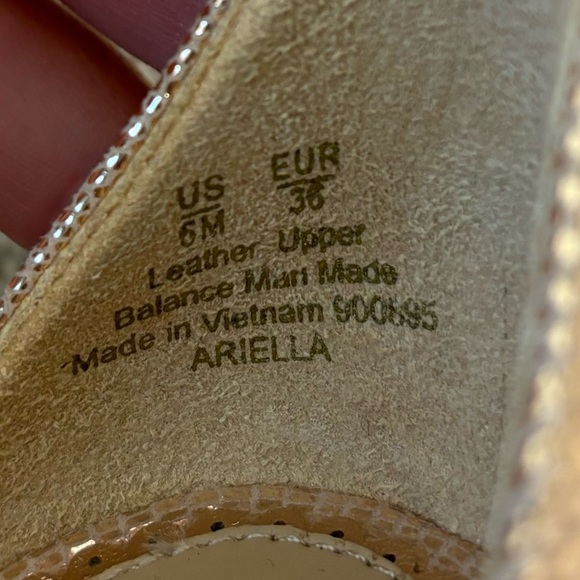 US EUR
6M 36
Leather Upper
Balance Man Made
Made in Vietnam 900695
ARIELLA